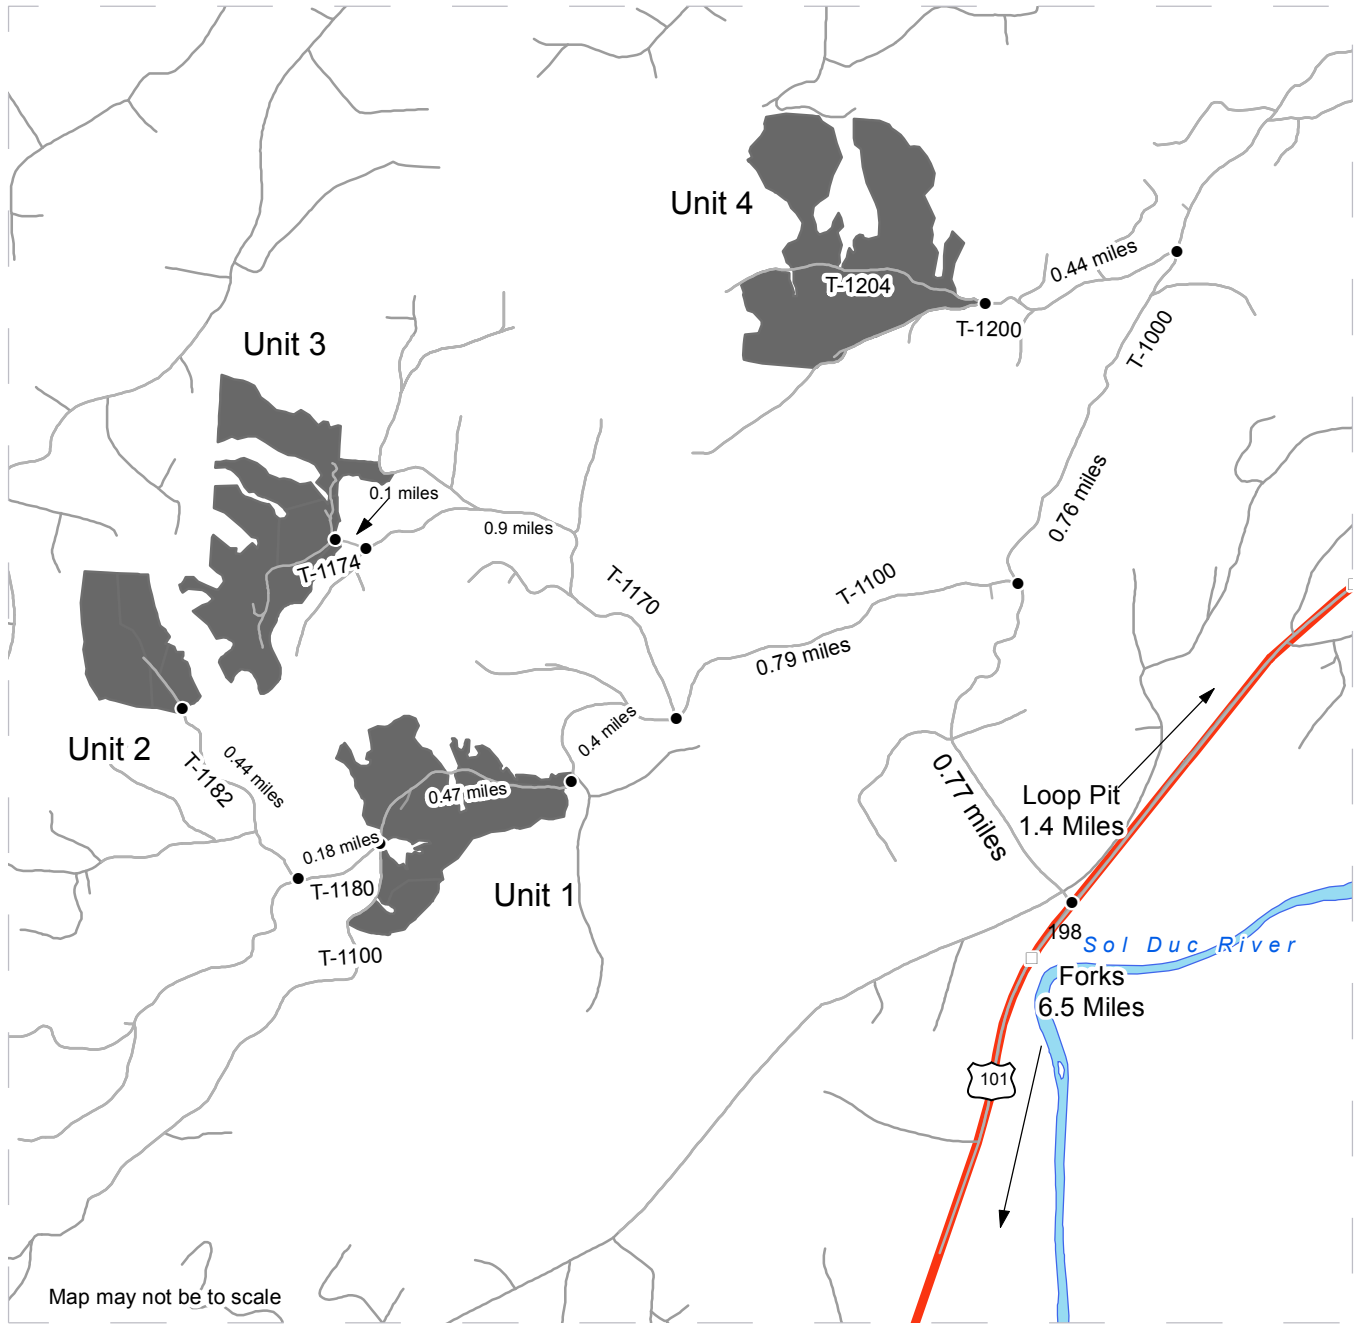 Unit 4
0.44 miles
T-1204
T-1200
T-1000
Unit 3
0.76 miles
0.1 miles
0.9 miles
T-1174
T-1170
T-1100
0.79 miles
Unit 2
0.44 miles
T-1182
0.4 miles
0.47 miles
0.77 miles
Loop Pit
1.4 Miles
0.18 miles
T-1180
Unit 1
198
Sol Duc River
T-1100
Forks
6.5 Miles
101
Map may not be to scale